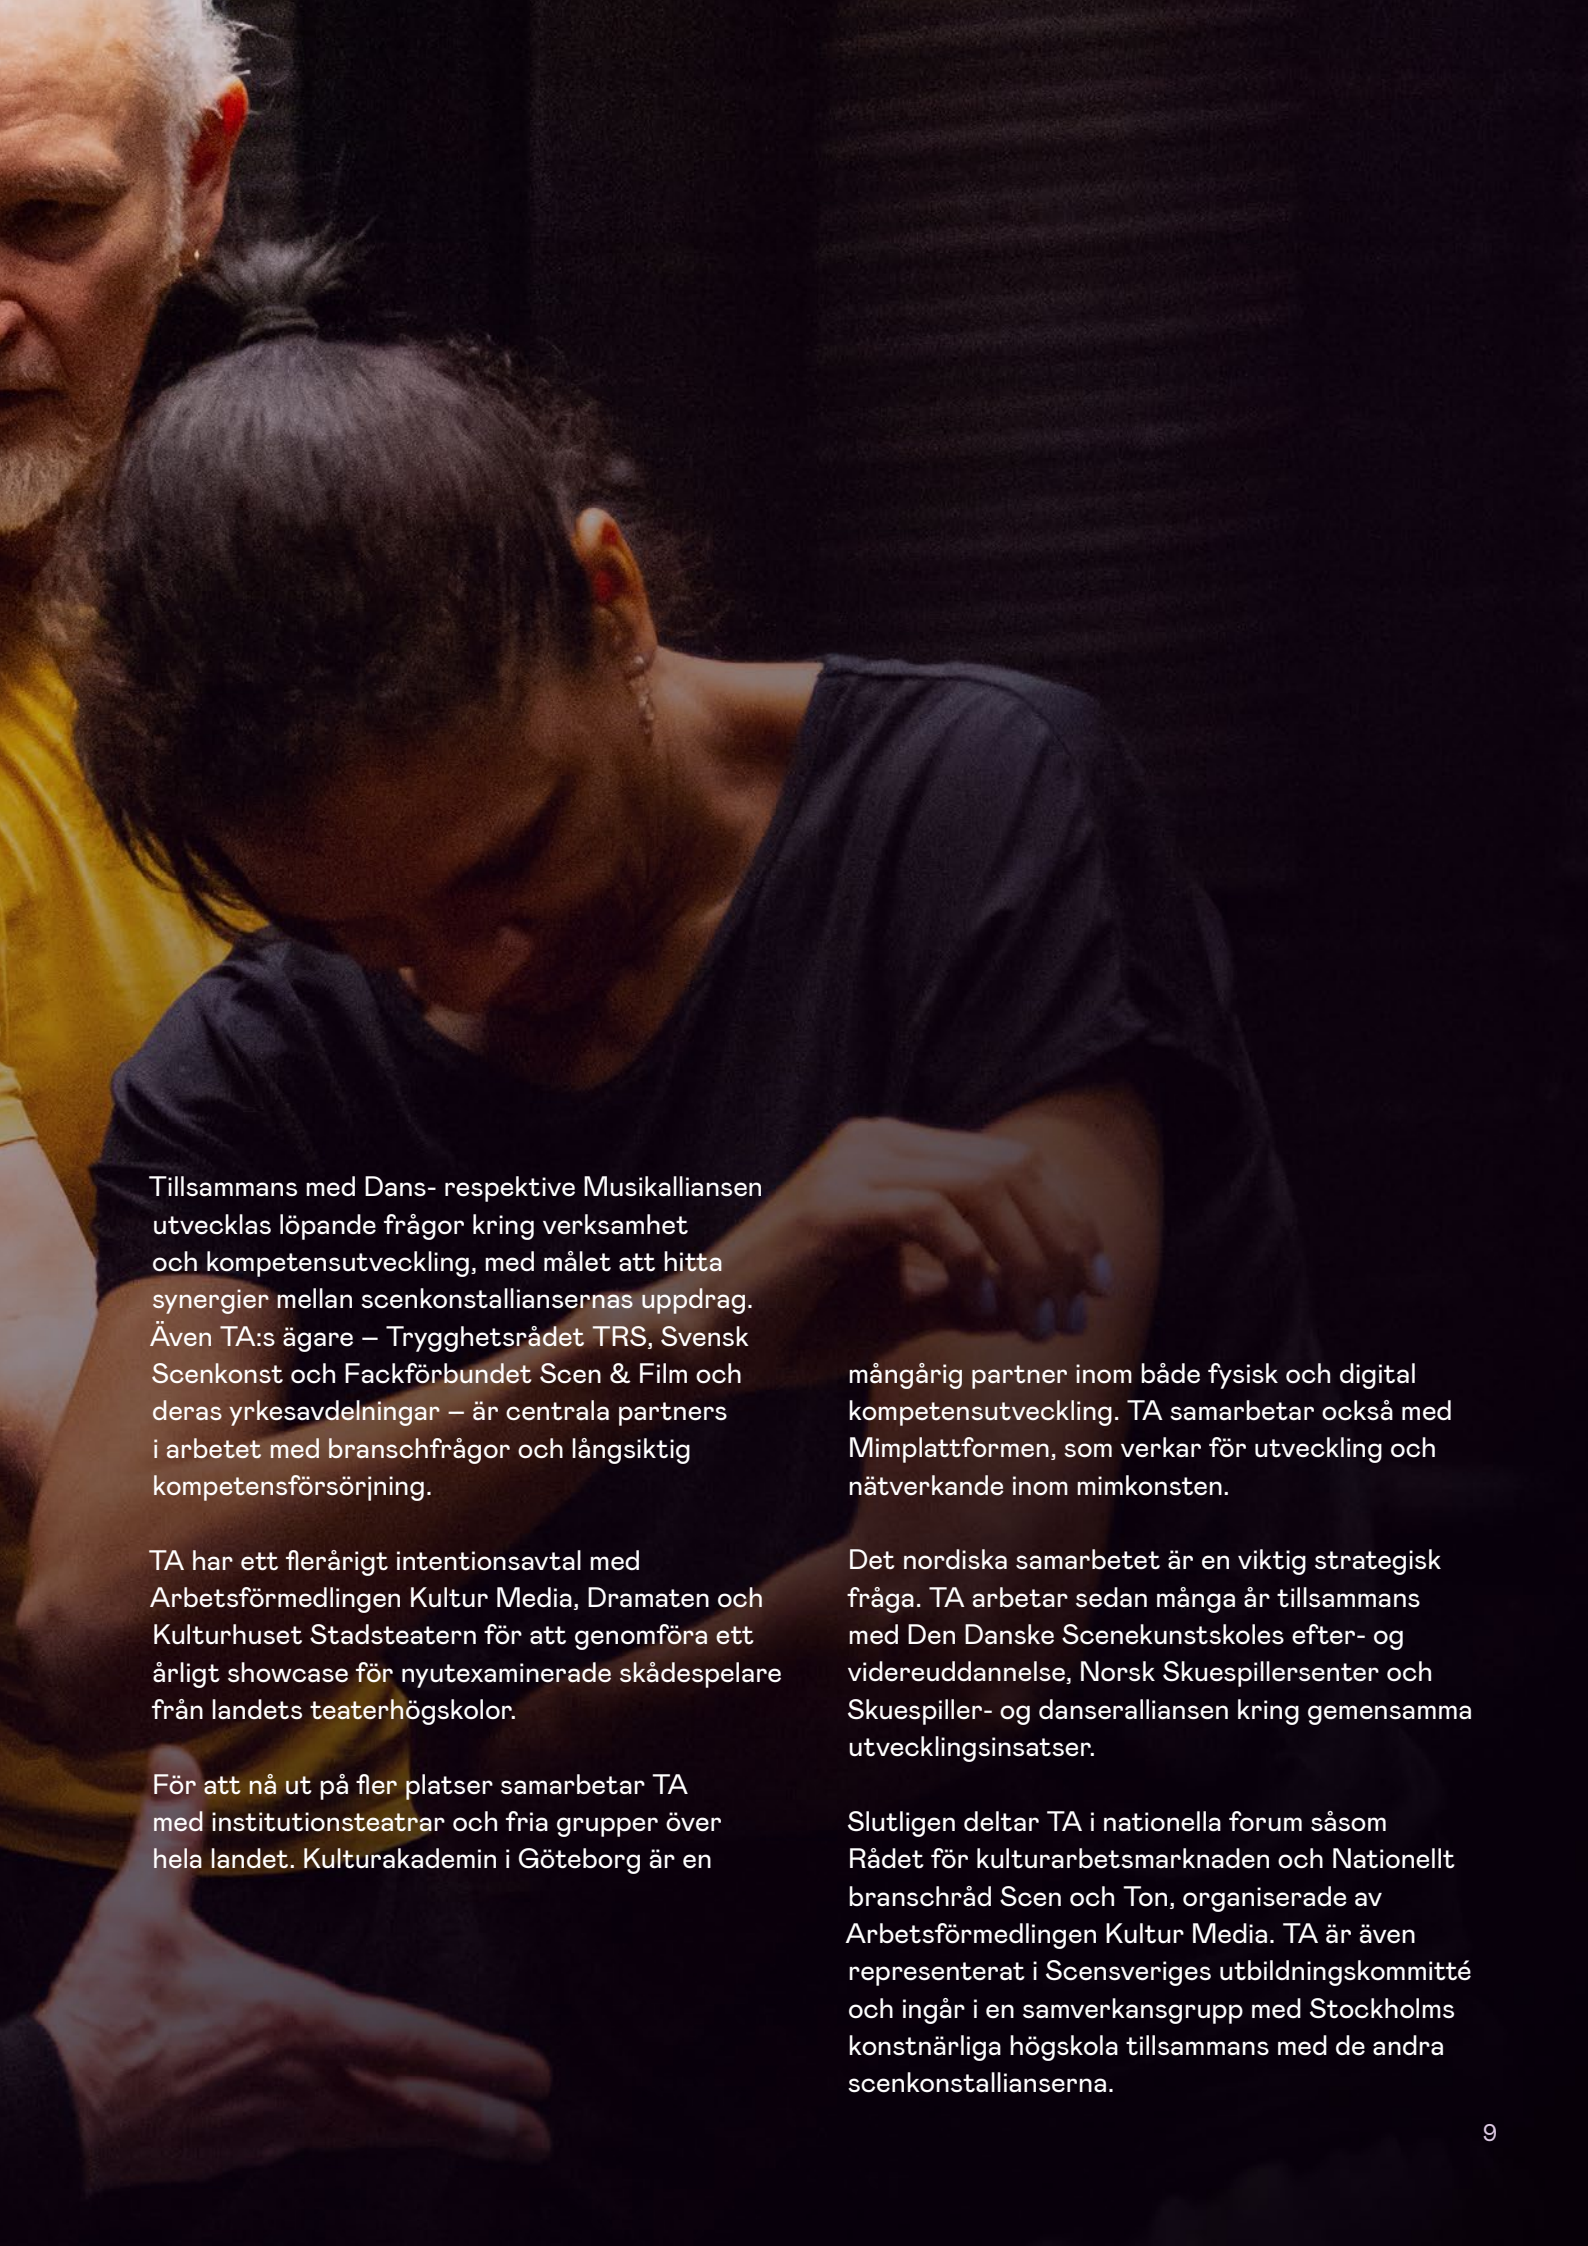 Tillsammans med Dans- respektive Musikalliansen
utvecklas löpande frågor kring verksamhet
och kompetensutveckling, med målet att hitta
synergier mellan scenkonstalliansernas uppdrag.
Även TA:s ägare – Trygghetsrådet TRS, Svensk
Scenkonst och Fackförbundet Scen & Film och
deras yrkesavdelningar – är centrala partners
i arbetet med branschfrågor och långsiktig
kompetensförsörjning.

TA har ett flerårigt intentionsavtal med
Arbetsförmedlingen Kultur Media, Dramaten och
Kulturhuset Stadsteatern för att genomföra ett
årligt showcase för nyutexaminerade skådespelare
från landets teaterhögskolor.

För att nå ut på fler platser samarbetar TA
med institutionsteatrar och fria grupper över
hela landet. Kulturakademin i Göteborg är en
mångårig partner inom både fysisk och digital
kompetensutveckling. TA samarbetar också med
Mimplattformen, som verkar för utveckling och
nätverkande inom mimkonsten.

Det nordiska samarbetet är en viktig strategisk
fråga. TA arbetar sedan många år tillsammans
med Den Danske Scenekunstskoles efter- og
videreuddannelse, Norsk Skuespillersenter och
Skuespiller- og danseralliansen kring gemensamma
utvecklingsinsatser.

Slutligen deltar TA i nationella forum såsom
Rådet för kulturarbetsmarknaden och Nationellt
branschråd Scen och Ton, organiserade av
Arbetsförmedlingen Kultur Media. TA är även
representerat i Scensveriges utbildningskommitté
och ingår i en samverkansgrupp med Stockholms
konstnärliga högskola tillsammans med de andra
scenkonstallianserna.

9